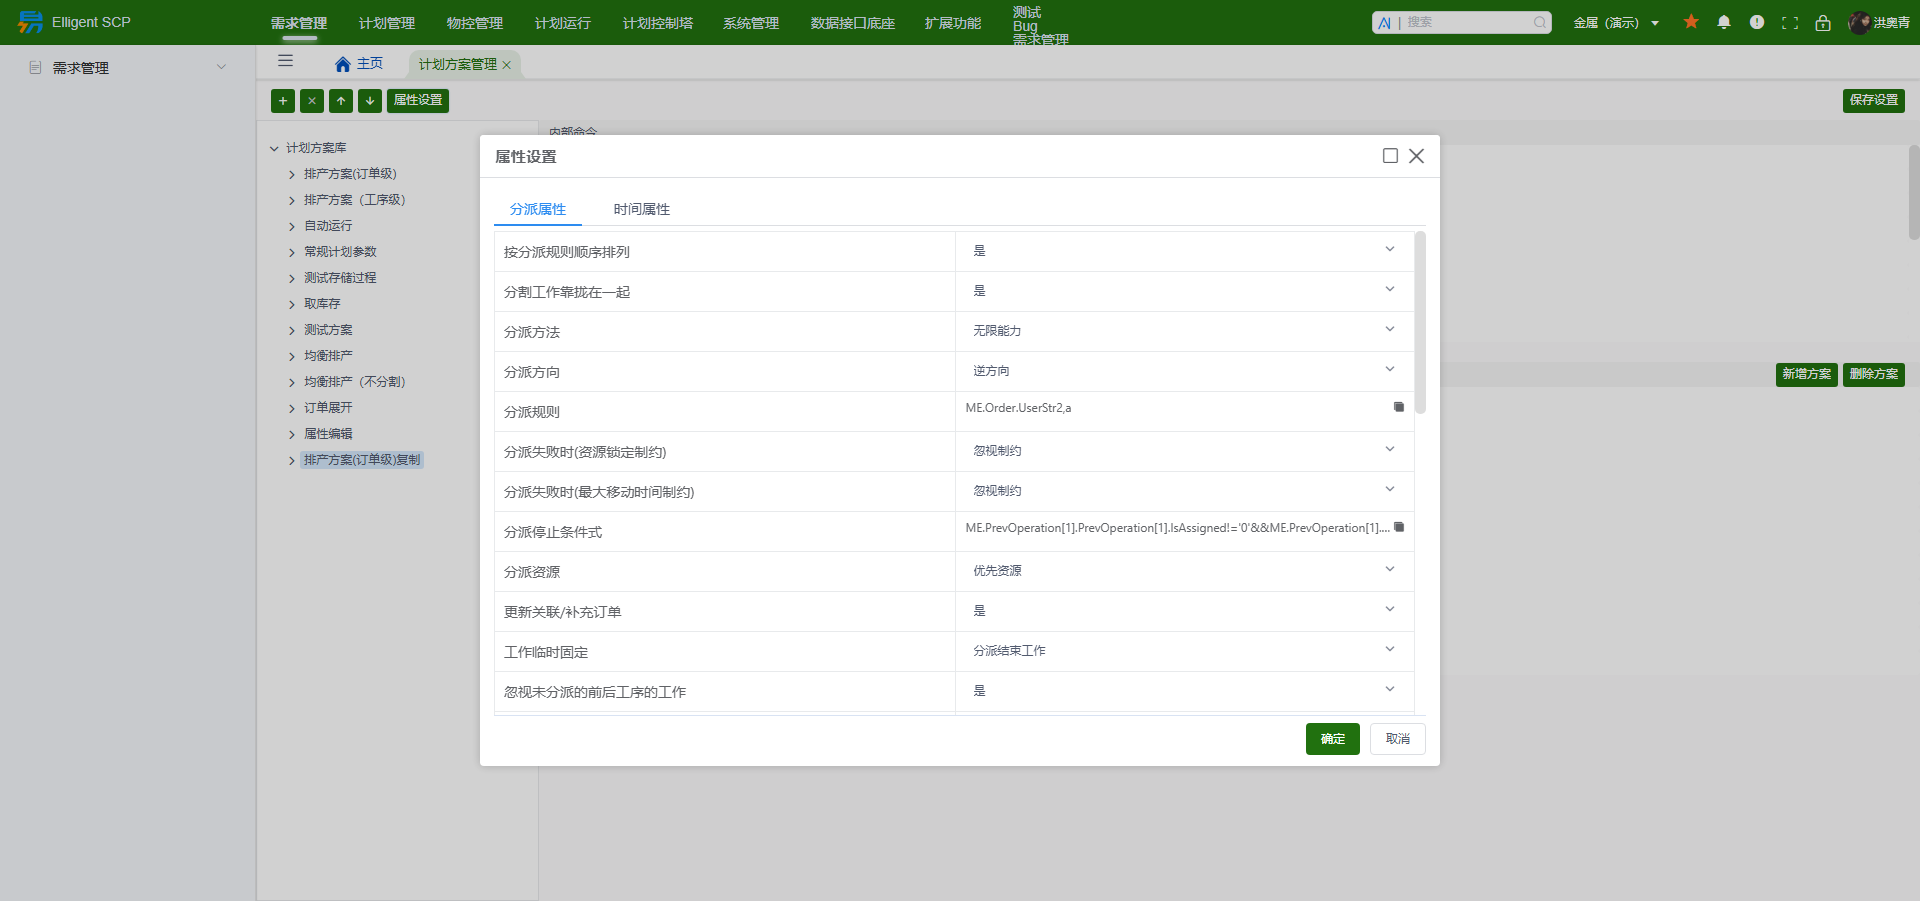 Elligent SCP
需求管理
计划管理
物控管理
计划运行
计划控制塔
系统管理
数据接口底座
扩展功能
测试
Bug
需求管理
AI | 搜索
金属（演示）
洪奥青
需求管理
主页
计划方案管理
属性设置
保存设置
内部命令
计划方案库
排产方案(订单级)
排产方案（工序级）
自动运行
常规计划参数
测试存储过程
取库存
测试方案
均衡排产
均衡排产（不分割）
订单展开
属性编辑
排产方案(订单级)复制
新增方案
删除方案
属性设置
分派属性
时间属性
按分派规则顺序排列
是
分割工作靠拢在一起
是
分派方法
无限能力
分派方向
逆方向
分派规则
ME.Order.UserStr2,a
分派失败时(资源锁定制约)
忽视制约
分派失败时(最大移动时间制约)
忽视制约
分派停止条件式
ME.PrevOperation[1].PrevOperation[1].IsAssigned!='0'&&ME.PrevOperation[1]....
分派资源
优先资源
更新关联/补充订单
是
工作临时固定
分派结束工作
忽视未分派的前后工序的工作
是
确定
取消